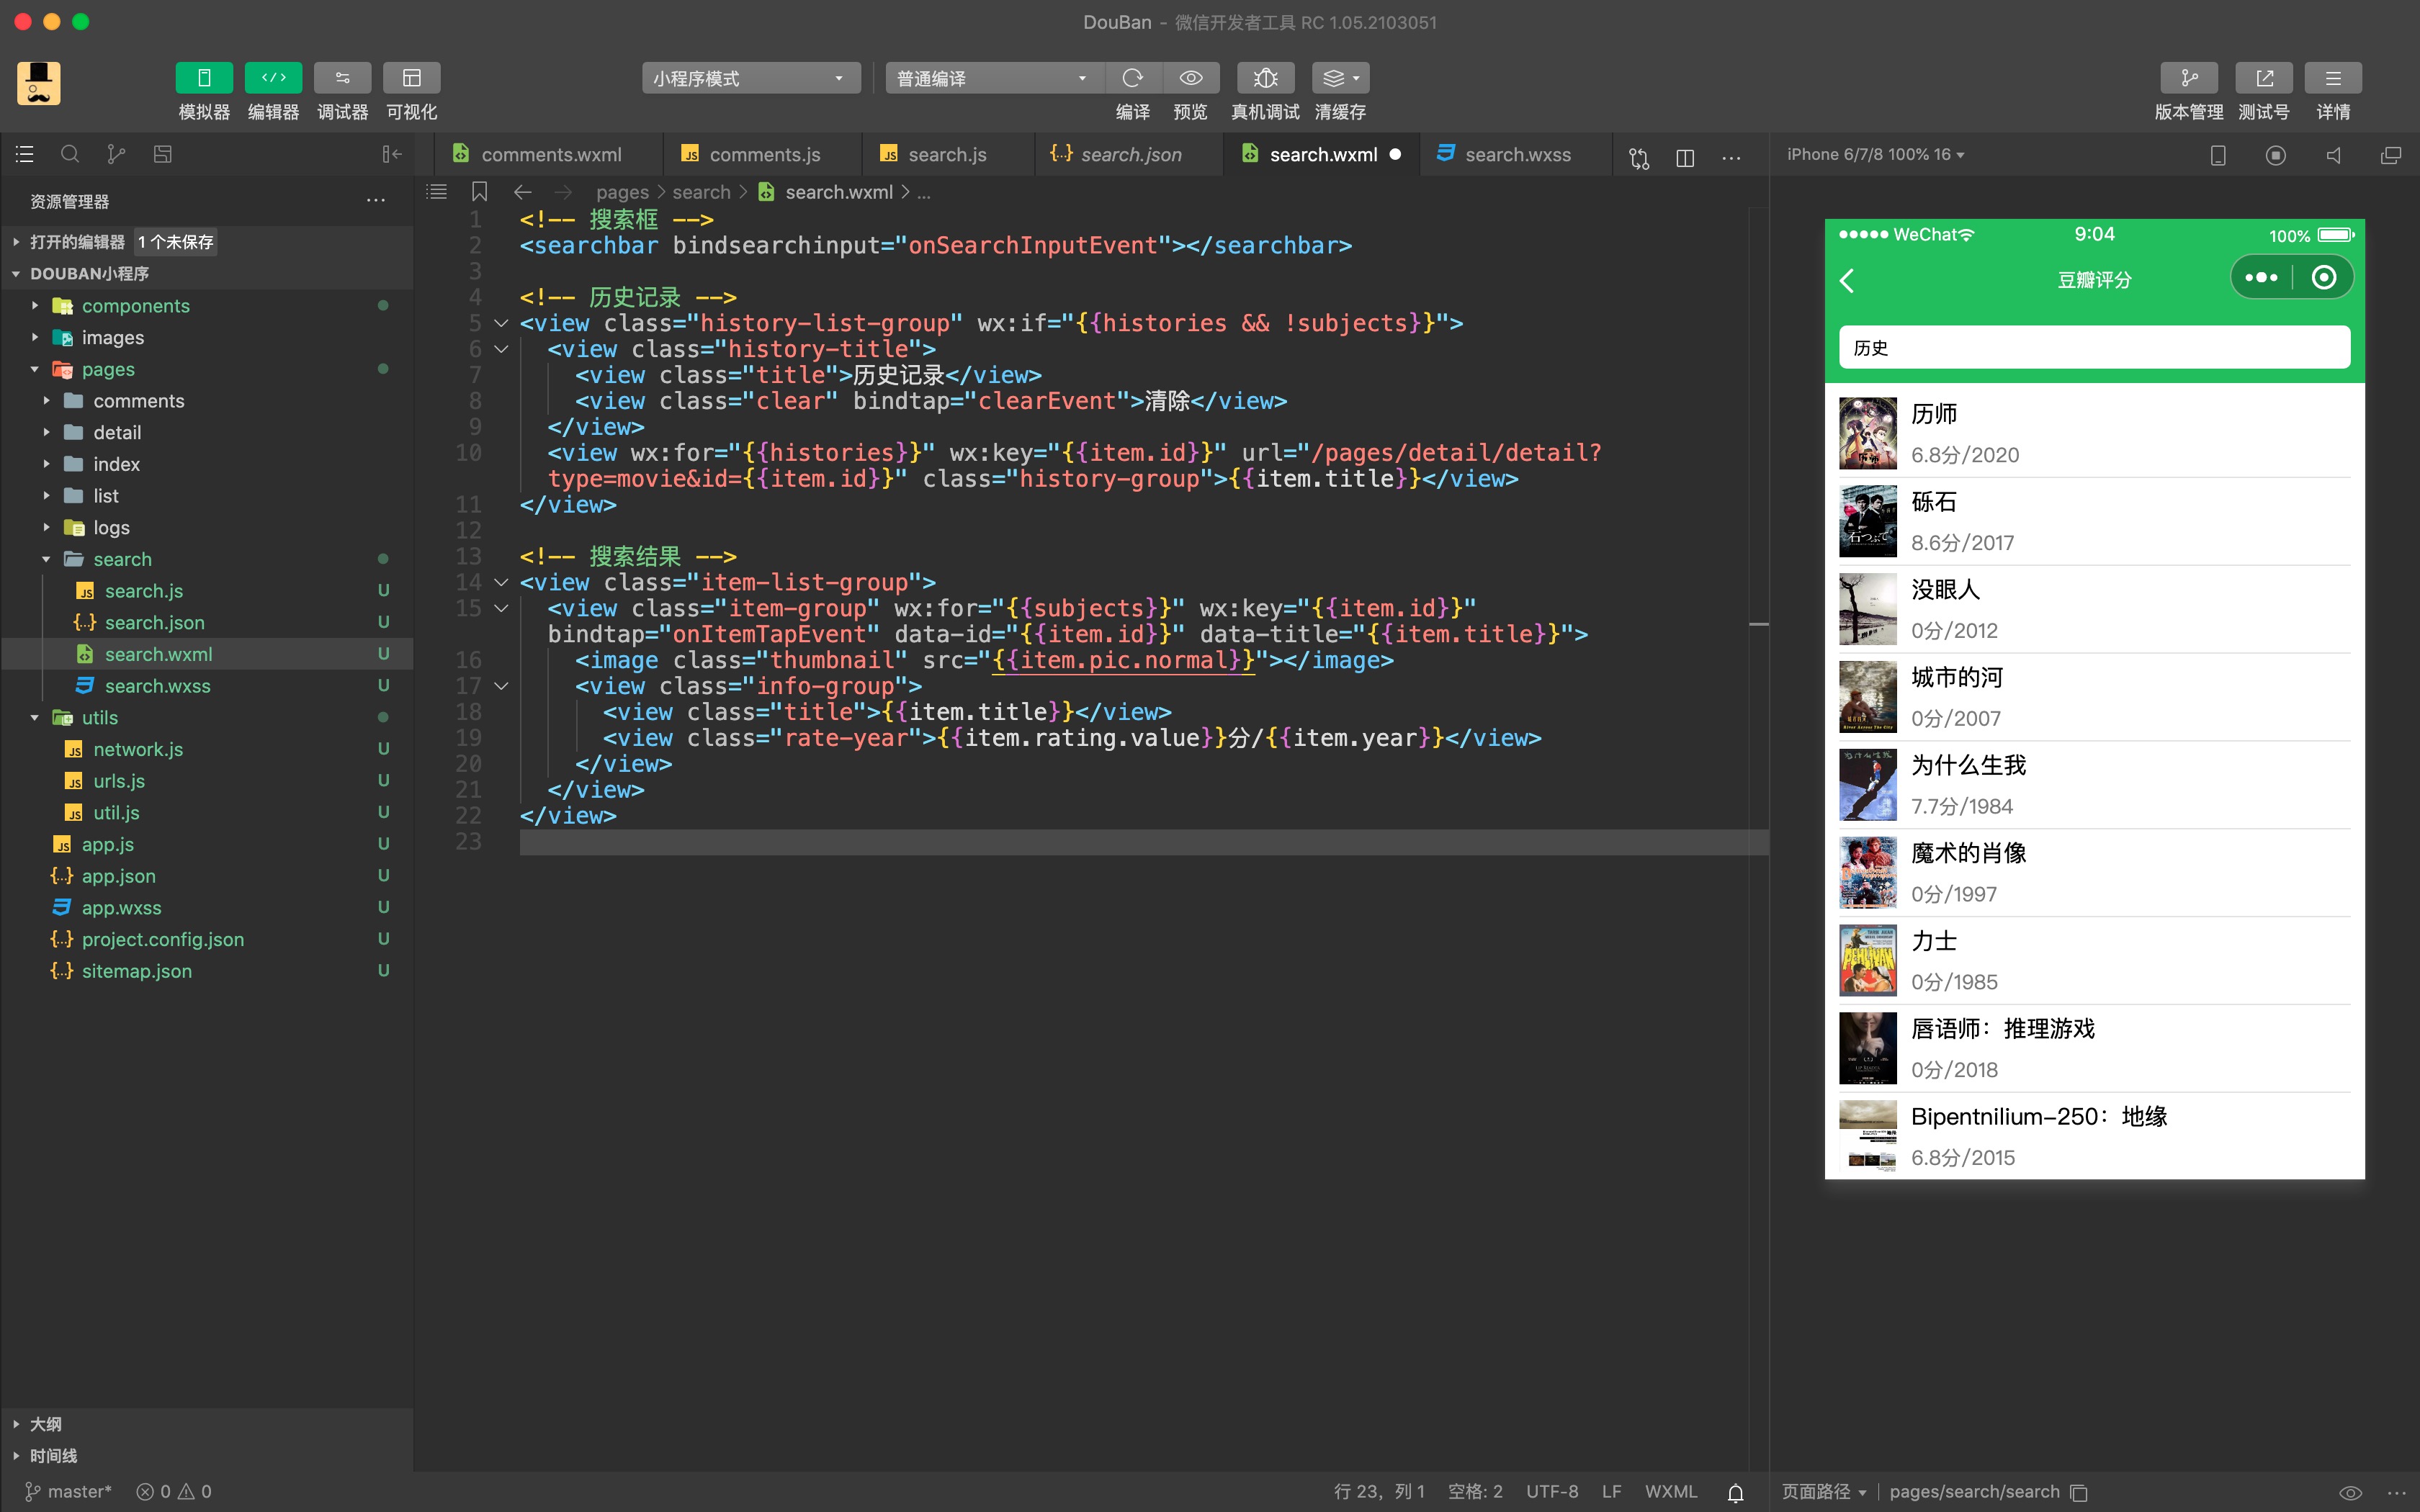 DouBan - 微信开发者工具 RC 1.05.2103051
模拟器 编辑器 调试器 可视化
小程序模式 普通编译
编译 预览 真机调试 清缓存
版本管理 测试号 详情
comments.wxml comments.js search.js search.json search.wxml search.wxss
iPhone 6/7/8 100% 16
资源管理器
打开的编辑器 1 个未保存
DOUBAN小程序
components
images
pages
comments
detail
index
list
logs
search
search.js U
search.json U
search.wxml U
search.wxss U
utils
network.js U
urls.js U
util.js U
app.js U
app.json U
app.wxss U
project.config.json U
sitemap.json U
大纲
时间线
pages > search > search.wxml > ...
1 <!-- 搜索框 -->
2 <searchbar bindsearchinput="onSearchInputEvent"></searchbar>
3
4 <!-- 历史记录 -->
5 <view class="history-list-group" wx:if="{{histories && !subjects}}">
6 <view class="history-title">
7 <view class="title">历史记录</view>
8 <view class="clear" bindtap="clearEvent">清除</view>
9 </view>
10 <view wx:for="{{histories}}" wx:key="{{item.id}}" url="/pages/detail/detail?
type=movie&id={{item.id}}" class="history-group">{{item.title}}</view>
11 </view>
12
13 <!-- 搜索结果 -->
14 <view class="item-list-group">
15 <view class="item-group" wx:for="{{subjects}}" wx:key="{{item.id}}"
bindtap="onItemTapEvent" data-id="{{item.id}}" data-title="{{item.title}}">
16 <image class="thumbnail" src="{{item.pic.normal}}"></image>
17 <view class="info-group">
18 <view class="title">{{item.title}}</view>
19 <view class="rate-year">{{item.rating.value}}分/{{item.year}}</view>
20 </view>
21 </view>
22 </view>
23
WeChat 9:04 100%
豆瓣评分
历史
历师
6.8分/2020
砾石
8.6分/2017
没眼人
0分/2012
城市的河
0分/2007
为什么生我
7.7分/1984
魔术的肖像
0分/1997
力士
0分/1985
唇语师：推理游戏
0分/2018
Bipentnilium-250：地缘
6.8分/2015
master* 0 0
行 23，列 1 空格: 2 UTF-8 LF WXML
页面路径 pages/search/search